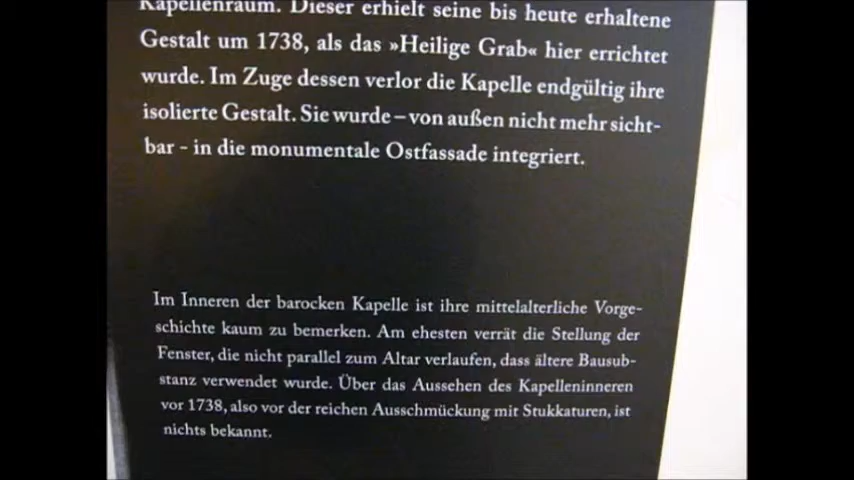 Kapellenraum. Dieser erhielt seine bis heute erhaltene
Gestalt um 1738, als das »Heilige Grab« hier errichtet
wurde. Im Zuge dessen verlor die Kapelle endgültig ihre
isolierte Gestalt. Sie wurde – von außen nicht mehr sicht-
bar - in die monumentale Ostfassade integriert.
Im Inneren der barocken Kapelle ist ihre mittelalterliche Vorge-
schichte kaum zu bemerken. Am ehesten verrät die Stellung der
Fenster, die nicht parallel zum Altar verlaufen, dass ältere Bausub-
stanz verwendet wurde. Über das Aussehen des Kapelleninneren
vor 1738, also vor der reichen Ausschmückung mit Stukkaturen, ist
nichts bekannt.